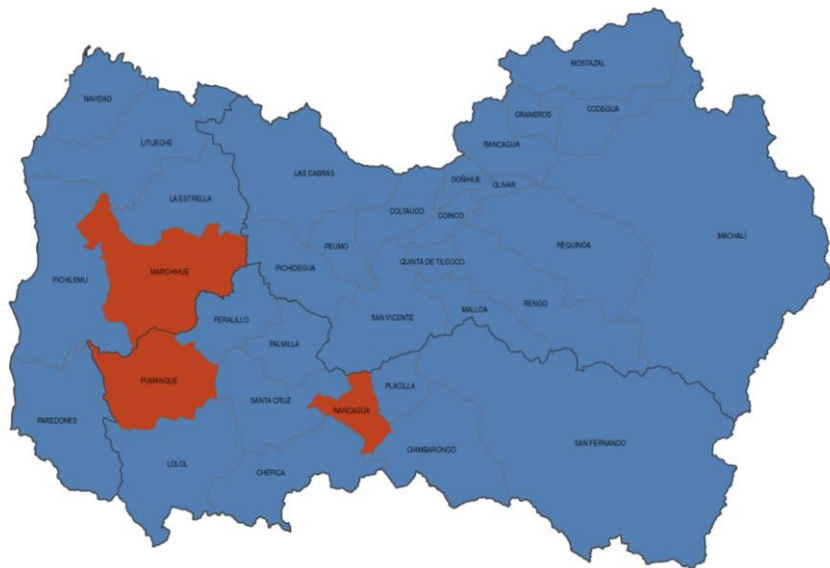 MOSTAZAL
NAVIDAD
CODEGUA
GRANEROS
LITUECHE
RANCAGUA
LAS CABRAS
DOÑIHUE
OLIVAR
LA ESTRELLA
COLTAUCO
COINCO
MACHALÍ
PEUMO
REQUINOA
QUINTA DE TILCOCO
PICHIDEGUA
MARCHIHUE
PICHILEMU
RENGO
MALLOA
SAN VICENTE
PERALILLO
PALMILLA
PUMANQUE
PLACILLA
SANTA CRUZ
NANCAGUA
PAREDONES
SAN FERNANDO
CHIMBARONGO
LOLOL
CHÉPICA